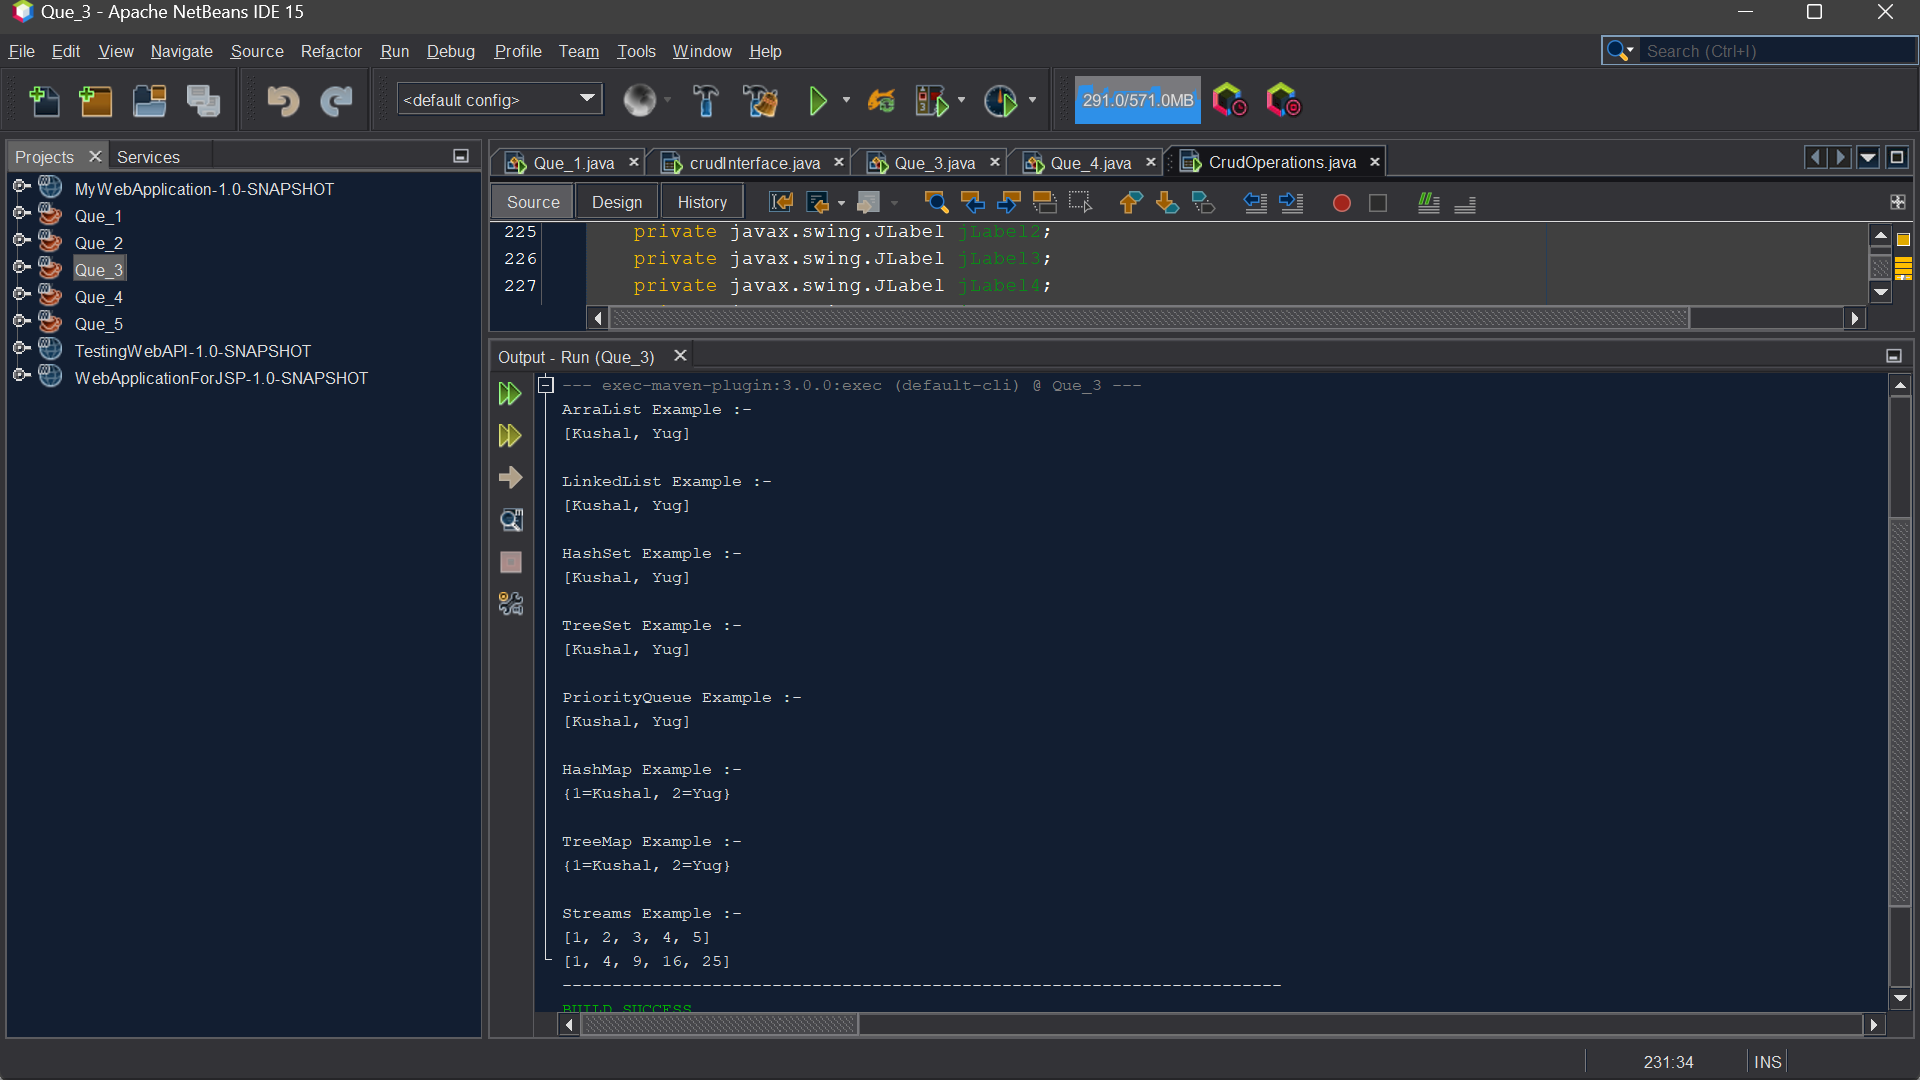 Que_3 - Apache NetBeans IDE 15
File Edit View Navigate Source Refactor Run Debug Profile Team Tools Window Help
Search (Ctrl+I)
<default config>
291.0/571.0MB
Projects Services
MyWebApplication-1.0-SNAPSHOT
Que_1
Que_2
Que_3
Que_4
Que_5
TestingWebAPI-1.0-SNAPSHOT
WebApplicationForJSP-1.0-SNAPSHOT
Que_1.java crudInterface.java Que_3.java Que_4.java CrudOperations.java
Source Design History
225 private javax.swing.JLabel jLabel2;
226 private javax.swing.JLabel jLabel3;
227 private javax.swing.JLabel jLabel4;
Output - Run (Que_3)
--- exec-maven-plugin:3.0.0:exec (default-cli) @ Que_3 ---
ArraList Example :-
[Kushal, Yug]
LinkedList Example :-
[Kushal, Yug]
HashSet Example :-
[Kushal, Yug]
TreeSet Example :-
[Kushal, Yug]
PriorityQueue Example :-
[Kushal, Yug]
HashMap Example :-
{1=Kushal, 2=Yug}
TreeMap Example :-
{1=Kushal, 2=Yug}
Streams Example :-
[1, 2, 3, 4, 5]
[1, 4, 9, 16, 25]
------------------------------------------------------------------------
BUILD SUCCESS
231:34 INS